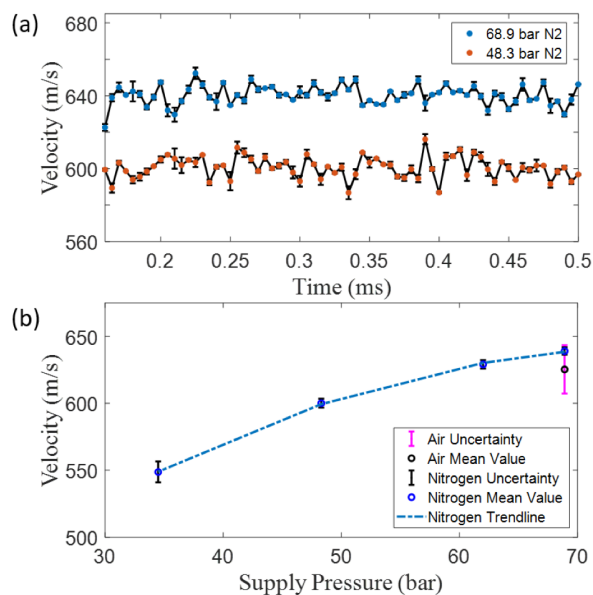 (a)
680
640
600
560
Velocity (m/s)
68.9 bar N2
48.3 bar N2
0.2 0.25 0.3 0.35 0.4 0.45 0.5
Time (ms)
(b)
650
600
550
500
Velocity (m/s)
Air Uncertainty
Air Mean Value
Nitrogen Uncertainty
Nitrogen Mean Value
Nitrogen Trendline
30 40 50 60 70
Supply Pressure (bar)